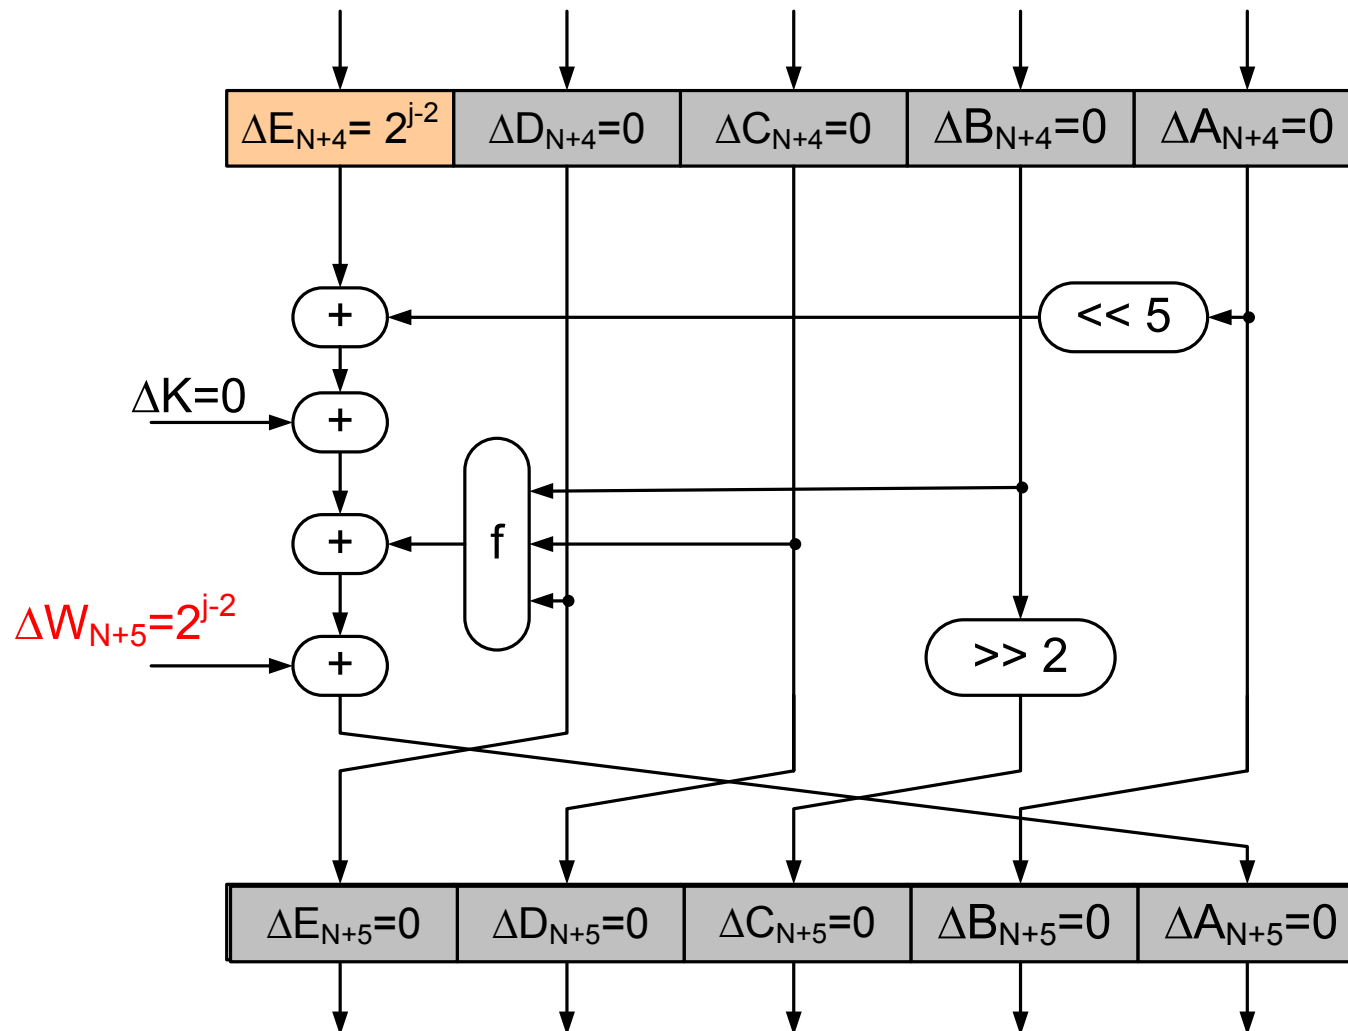 ΔE_{N+4}= 2^{j-2} ΔD_{N+4}=0 ΔC_{N+4}=0 ΔB_{N+4}=0 ΔA_{N+4}=0
+ << 5
ΔK=0
+
+ f
ΔW_{N+5}=2^{j-2}
+ >> 2
ΔE_{N+5}=0 ΔD_{N+5}=0 ΔC_{N+5}=0 ΔB_{N+5}=0 ΔA_{N+5}=0